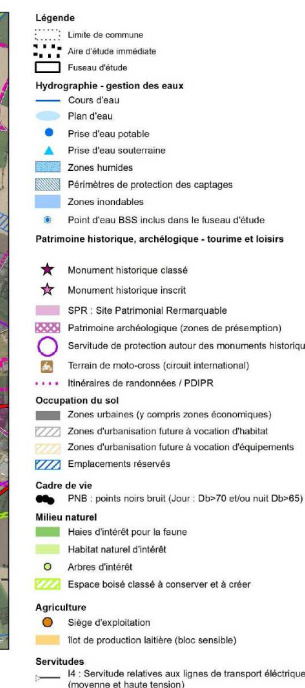 Légende
Limite de commune
Aire d'étude immédiate
Fuseau d'étude
Hydrographie - gestion des eaux
Cours d'eau
Plan d'eau
Prise d'eau potable
Prise d'eau souterraine
Zones humides
Périmètres de protection des captages
Zones inondables
Point d'eau BSS inclus dans le fuseau d'étude
Patrimoine historique, archélogique - tourime et loisirs
Monument historique classé
Monument historique inscrit
SPR : Site Patrimonial Rermarquable
Patrimoine archéologique (zones de présemption)
Servitude de protection autour des monuments historiqu
Terrain de moto-cross (circuit international)
Itinéraires de randonnées / PDIPR
Occupation du sol
Zones urbaines (y compris zones économiques)
Zones d'urbanisation future à vocation d'habitat
Zones d'urbanisation future à vocation d'équipements
Emplacements réservés
Cadre de vie
PNB : points noirs bruit (Jour : Db>70 et/ou nuit Db>65)
Milieu naturel
Haies d'intérêt pour la faune
Habitat naturel d'intérêt
Arbres d'intérêt
Espace boisé classé à conserver et à créer
Agriculture
Siège d'exploitation
îlot de production laitière (bloc sensible)
Servitudes
I4 : Servitude relatives aux lignes de transport éléctrique
(moyenne et haute tension)